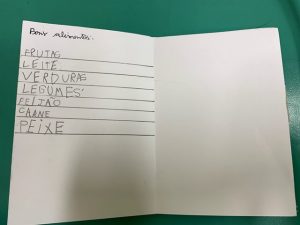 Bons alimentos:
FRUTAS
LEITE
VERDURAS
LEGUMES
FEIJÃO
CARNE
PEIXE